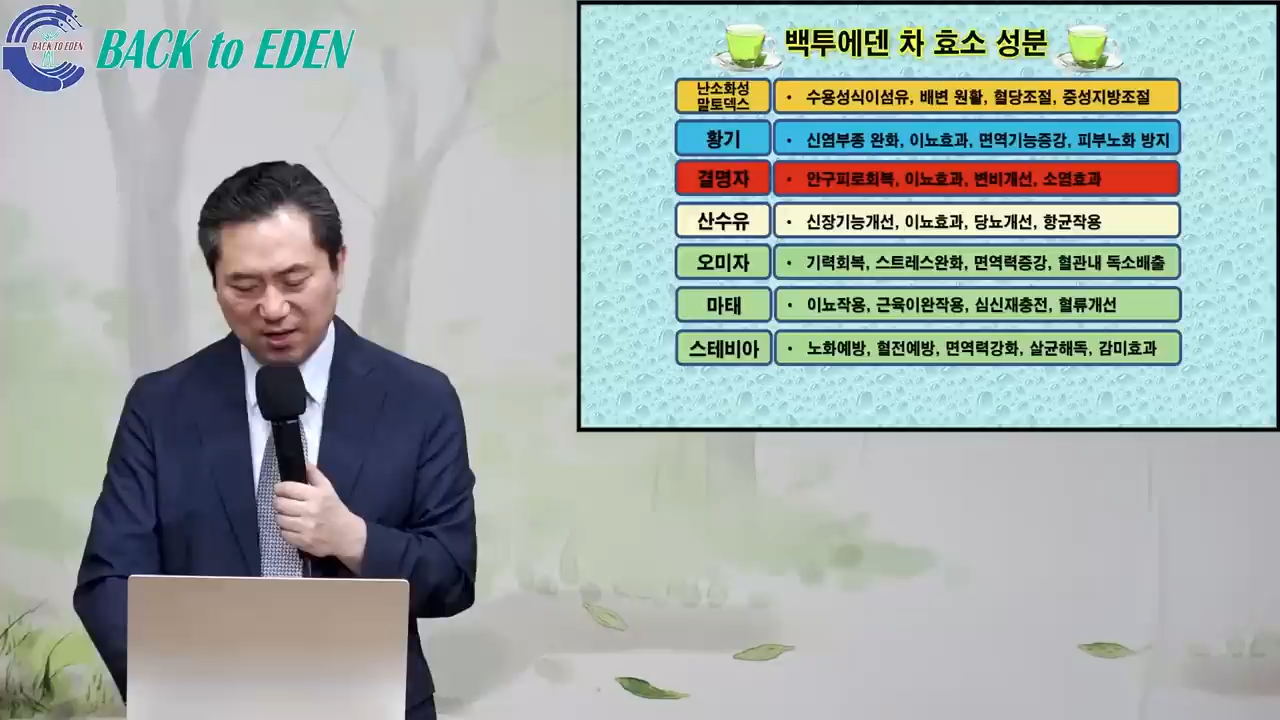 BACK TO EDEN
BACK to EDEN
백투에덴 차 효소 성분
난소화성
말토덱스
• 수용성식이섬유, 배변 원활, 혈당조절, 중성지방조절
황기
• 신염부종 완화, 이뇨효과, 면역기능증강, 피부노화 방지
결명자
• 안구피로회복, 이뇨효과, 변비개선, 소염효과
산수유
• 신장기능개선, 이뇨효과, 당뇨개선, 항균작용
오미자
• 기력회복, 스트레스완화, 면역력증강, 혈관내 독소배출
마태
• 이뇨작용, 근육이완작용, 심신재충전, 혈류개선
스테비아
• 노화예방, 혈전예방, 면역력강화, 살균해독, 감미효과